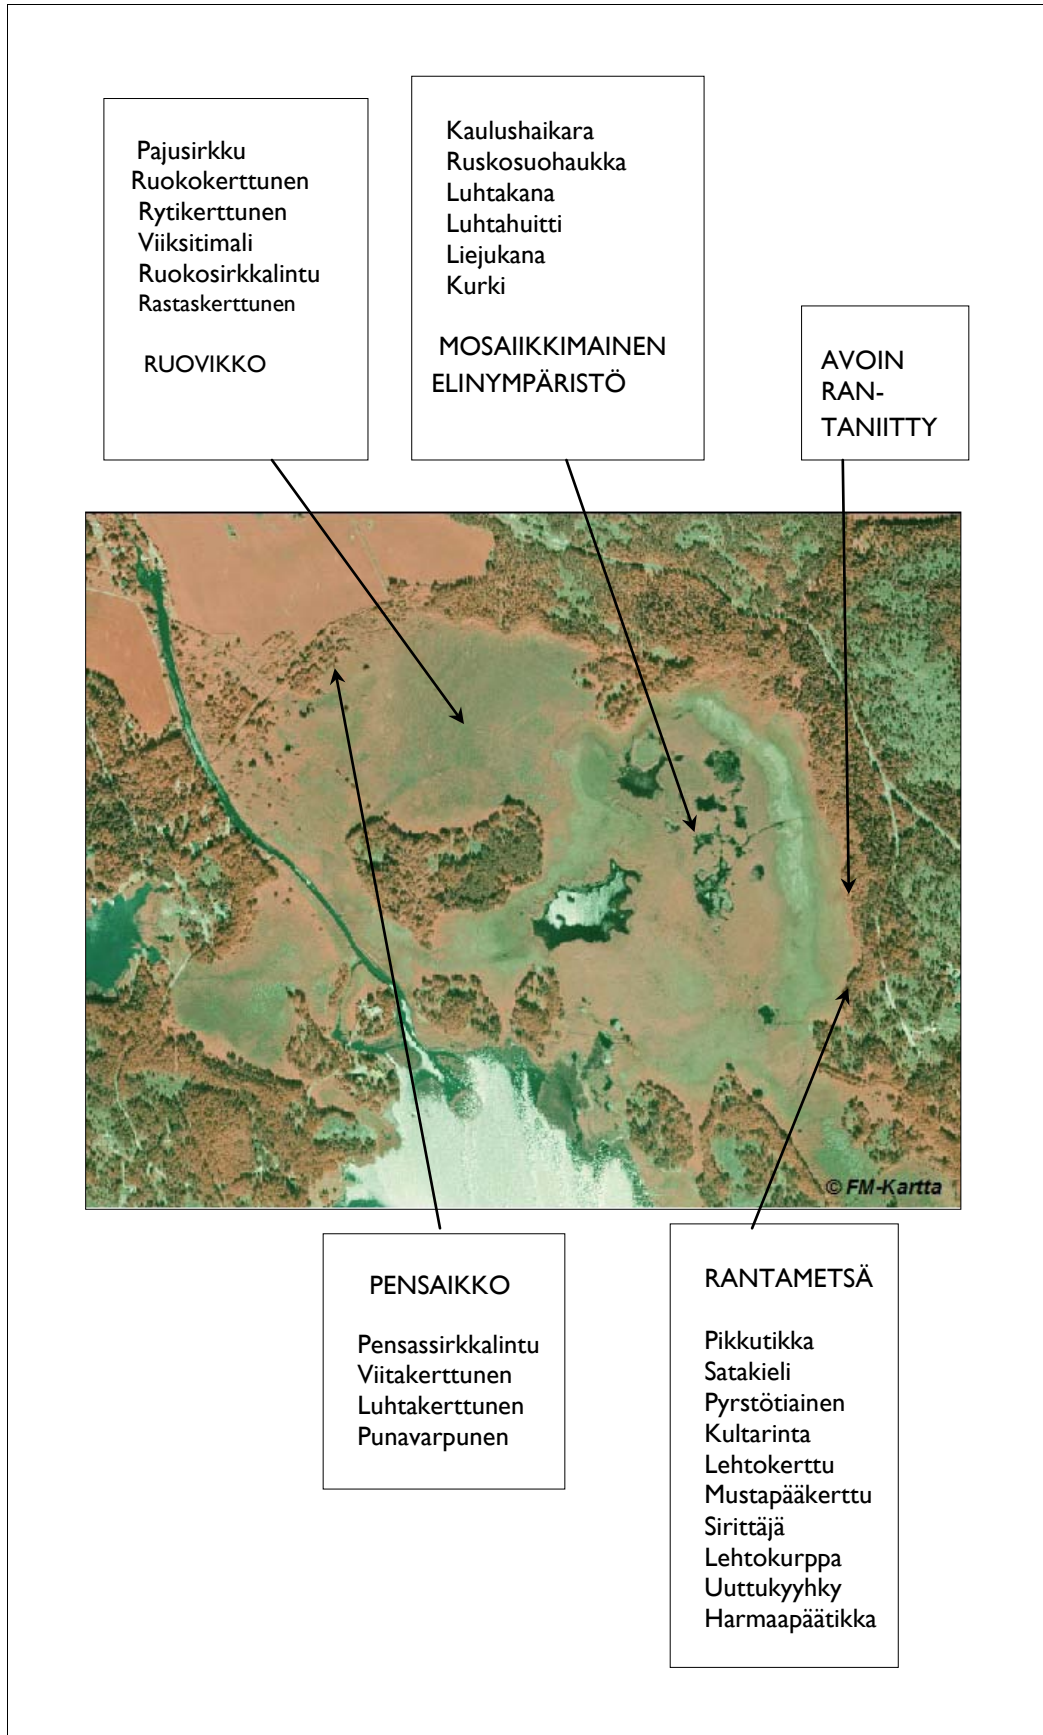 Pajusirkku
Ruokokerttunen
Rytikerttunen
Viiksitimali
Ruokosirkkalintu
Rastaskerttunen
RUOVIKKO
Kaulushaikara
Ruskosuohaukka
Luhtakana
Luhtahuitti
Liejukana
Kurki
MOSAIIKKIMAINEN
ELINYMPÄRISTÖ
AVOIN
RAN-
TANIITTY
© FM-Kartta
PENSAIKKO
Pensassirkkalintu
Viitakerttunen
Luhtakerttunen
Punavarpunen
RANTAMETSÄ
Pikkutikka
Satakieli
Pyrstötiainen
Kultarinta
Lehtokerttu
Mustapääkerttu
Sirittäjä
Lehtokurppa
Uuttukyyhky
Harmaapäätikka